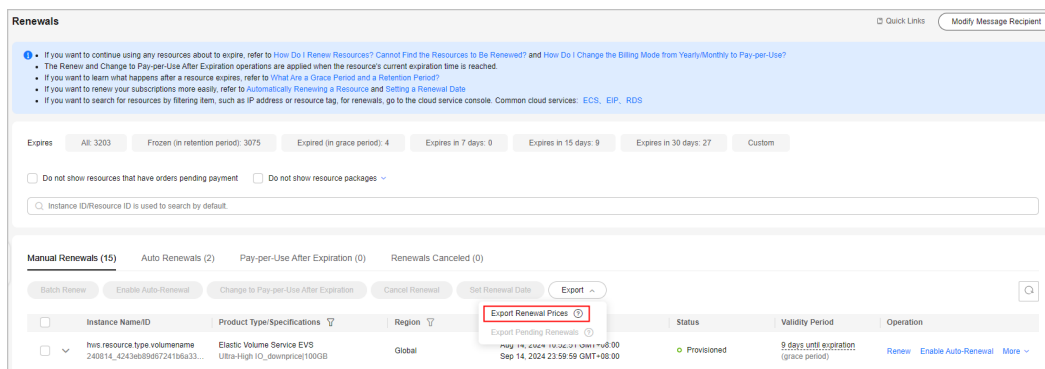 Renewals
Quick Links
Modify Message Recipient
If you want to continue using any resources about to expire, refer to How Do I Renew Resources? Cannot Find the Resources to Be Renewed? and How Do I Change the Billing Mode from Yearly/Monthly to Pay-per-Use?
The Renew and Change to Pay-per-Use After Expiration operations are applied when the resource's current expiration time is reached.
If you want to learn what happens after a resource expires, refer to What Are a Grace Period and a Retention Period?
If you want to renew your subscriptions more easily, refer to Automatically Renewing a Resource and Setting a Renewal Date
If you want to search for resources by filtering item, such as IP address or resource tag, for renewals, go to the cloud service console. Common cloud services: ECS、EIP、RDS
Expires All: 3203 Frozen (in retention period): 3075 Expired (in grace period): 4 Expires in 7 days: 0 Expires in 15 days: 9 Expires in 30 days: 27 Custom
Do not show resources that have orders pending payment Do not show resource packages
Instance ID/Resource ID is used to search by default.
Manual Renewals (15) Auto Renewals (2) Pay-per-Use After Expiration (0) Renewals Canceled (0)
Batch Renew Enable Auto-Renewal Change to Pay-per-Use After Expiration Cancel Renewal Set Renewal Date Export
Export Renewal Prices
Export Pending Renewals
Instance Name/ID Product Type/Specifications Region Status Validity Period Operation
hws.resource.type.volumename Elastic Volume Service EVS Global Aug 14, 2024 10:52:51 GMT+08:00 Provisioned 9 days until expiration Renew Enable Auto-Renewal More
240814_4243eb89d67241b6a33... Ultra-High IO_downprice|100GB Sep 14, 2024 23:59:59 GMT+08:00 (grace period)